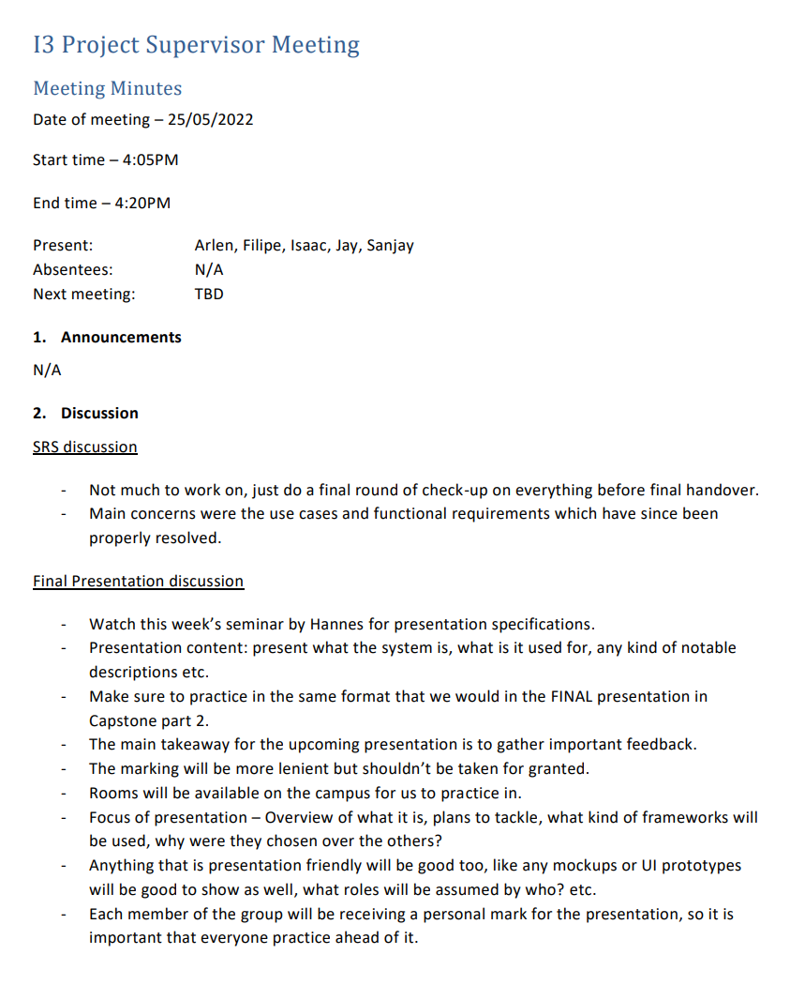 I3 Project Supervisor Meeting
Meeting Minutes
Date of meeting – 25/05/2022
Start time – 4:05PM
End time – 4:20PM
Present: Arlen, Filipe, Isaac, Jay, Sanjay
Absentees: N/A
Next meeting: TBD
1. Announcements
N/A
2. Discussion
SRS discussion
- Not much to work on, just do a final round of check-up on everything before final handover.
- Main concerns were the use cases and functional requirements which have since been
properly resolved.
Final Presentation discussion
- Watch this week’s seminar by Hannes for presentation specifications.
- Presentation content: present what the system is, what is it used for, any kind of notable
descriptions etc.
- Make sure to practice in the same format that we would in the FINAL presentation in
Capstone part 2.
- The main takeaway for the upcoming presentation is to gather important feedback.
- The marking will be more lenient but shouldn’t be taken for granted.
- Rooms will be available on the campus for us to practice in.
- Focus of presentation – Overview of what it is, plans to tackle, what kind of frameworks will
be used, why were they chosen over the others?
- Anything that is presentation friendly will be good too, like any mockups or UI prototypes
will be good to show as well, what roles will be assumed by who? etc.
- Each member of the group will be receiving a personal mark for the presentation, so it is
important that everyone practice ahead of it.